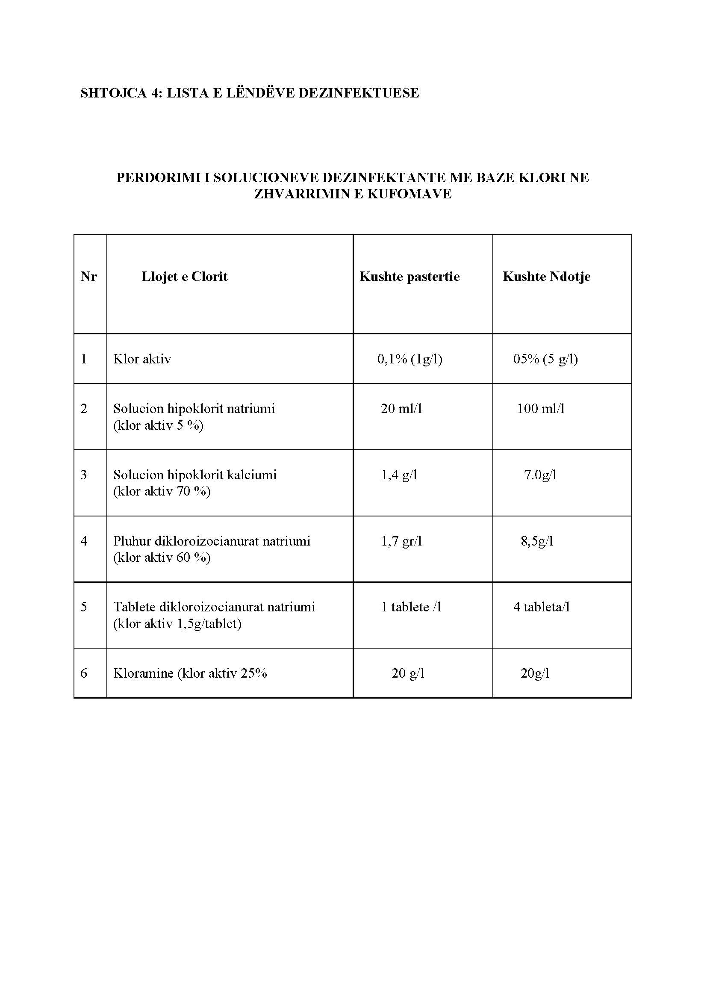 SHTOJCA 4: LISTA E LËNDËVE DEZINFEKTUESE
PERDORIMI I SOLUCIONEVE DEZINFEKTANTE ME BAZE KLORI NE
ZHVARRIMIN E KUFOMAVE
Nr Llojet e Clorit Kushte pastertie Kushte Ndotje
1 Klor aktiv 0,1% (1g/l) 05% (5 g/l)
2 Solucion hipoklorit natriumi 20 ml/l 100 ml/l
(klor aktiv 5 %)
3 Solucion hipoklorit kalciumi 1,4 g/l 7.0g/l
(klor aktiv 70 %)
4 Pluhur dikloroizocianurat natriumi 1,7 gr/l 8,5g/l
(klor aktiv 60 %)
5 Tablete dikloroizocianurat natriumi 1 tablete /l 4 tableta/l
(klor aktiv 1,5g/tablet)
6 Kloramine (klor aktiv 25% 20 g/l 20g/l